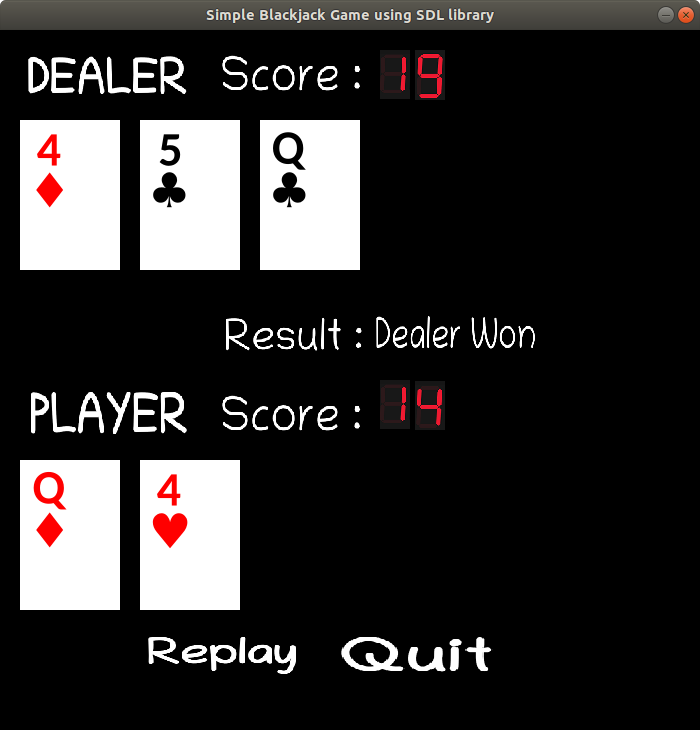 Simple Blackjack Game using SDL library
DEALER Score : 19
4 5 Q
Result : Dealer Won
PLAYER Score : 14
Q 4
Replay Quit